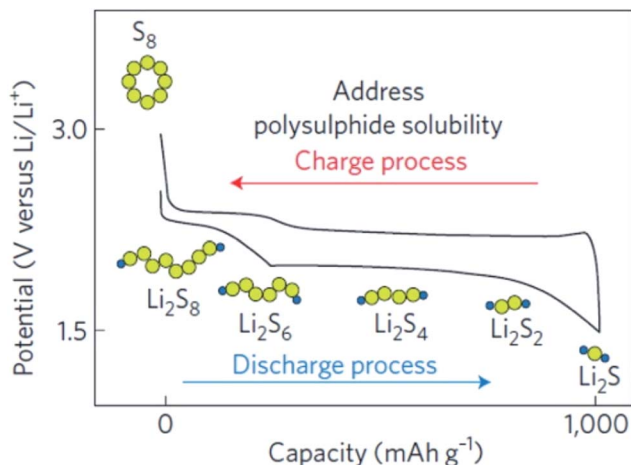 S₈
Address
polysulphide solubility
Charge process
3.0
1.5
Potential (V versus Li/Li⁺)
Li₂S₈
Li₂S₆
Li₂S₄
Li₂S₂
Li₂S
Discharge process
0
1,000
Capacity (mAh g⁻¹)